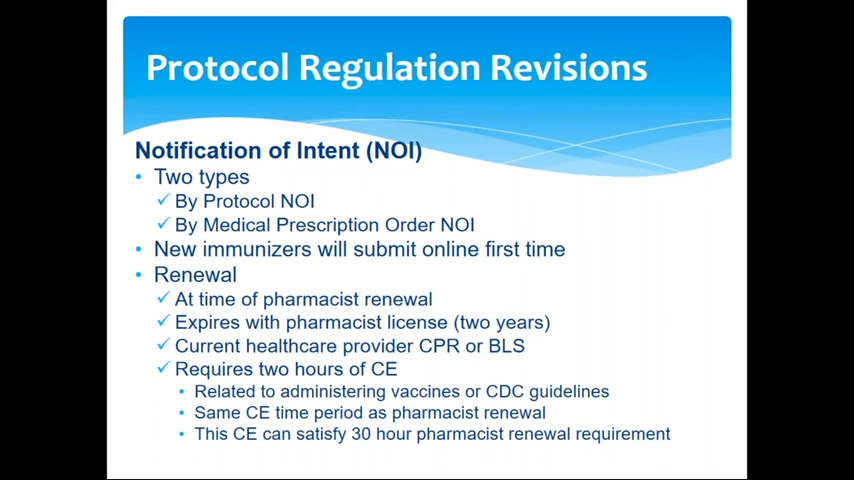 Protocol Regulation Revisions
Notification of Intent (NOI)
• Two types
✓ By Protocol NOI
✓ By Medical Prescription Order NOI
• New immunizers will submit online first time
• Renewal
✓ At time of pharmacist renewal
✓ Expires with pharmacist license (two years)
✓ Current healthcare provider CPR or BLS
✓ Requires two hours of CE
• Related to administering vaccines or CDC guidelines
• Same CE time period as pharmacist renewal
• This CE can satisfy 30 hour pharmacist renewal requirement